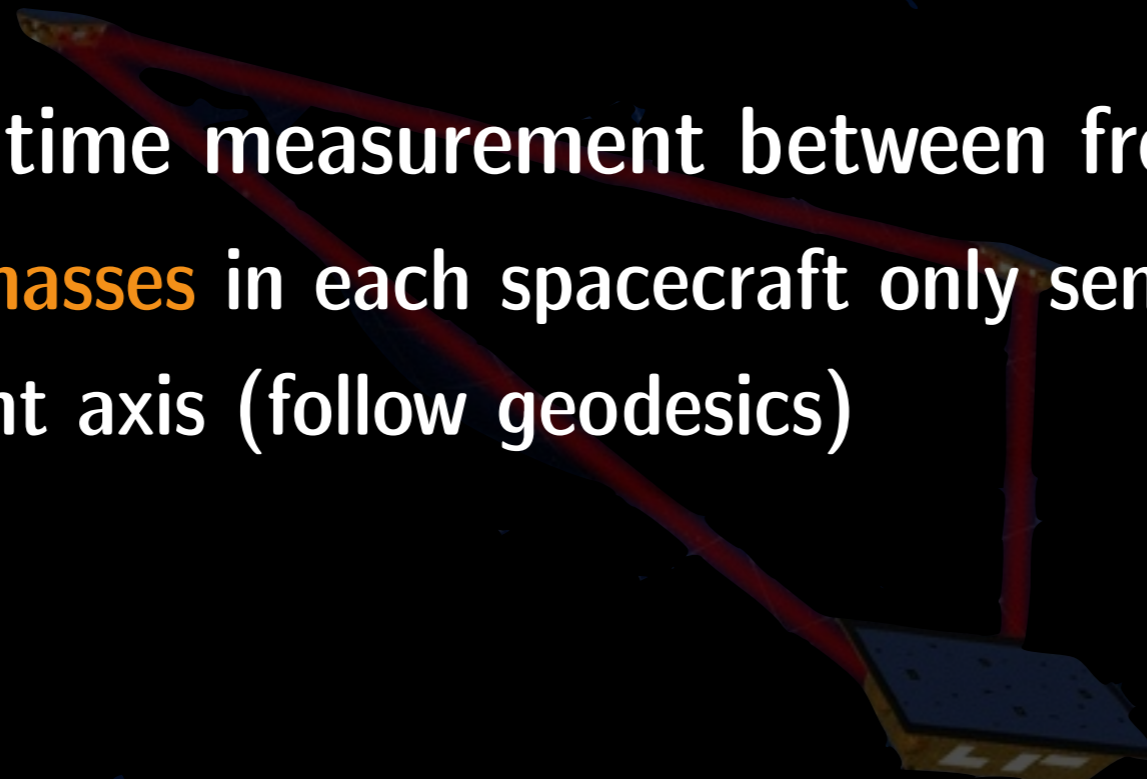 time measurement between fr
masses in each spacecraft only sen
nt axis (follow geodesics)